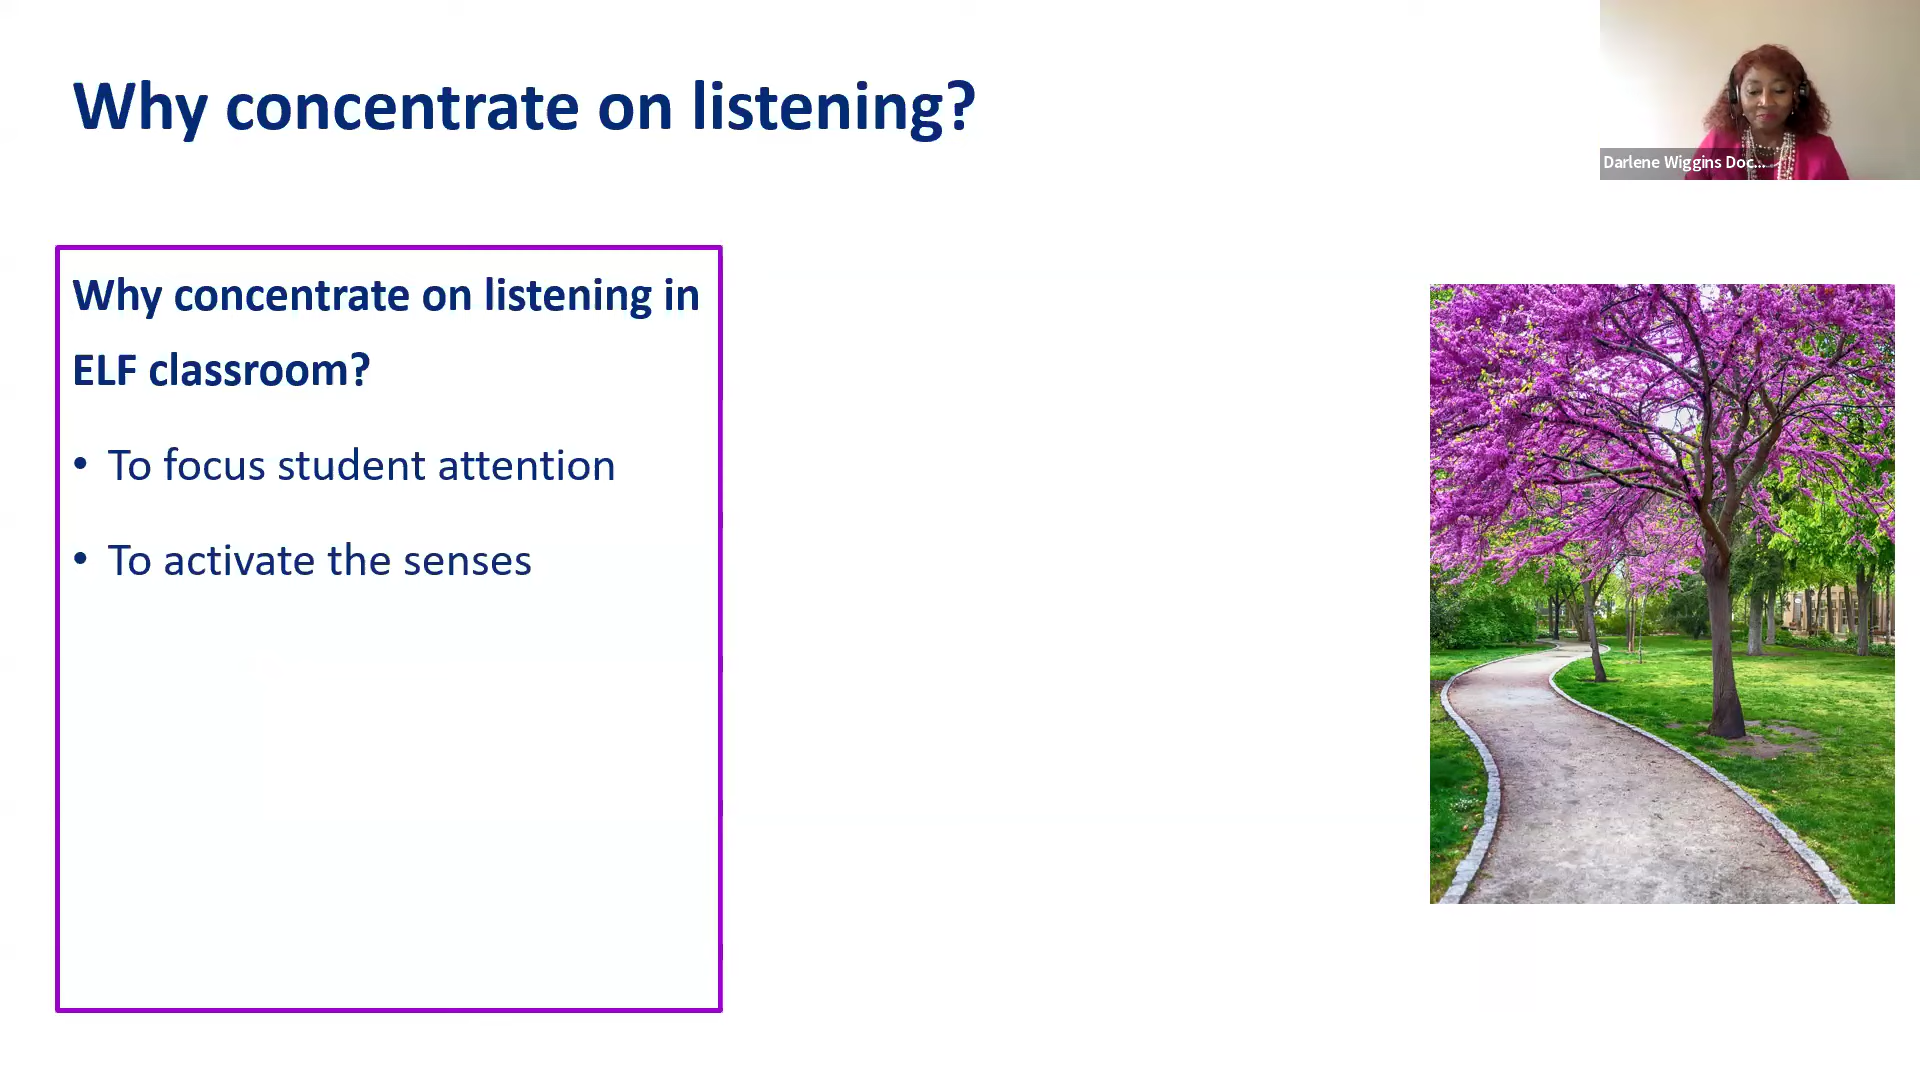 Why concentrate on listening?
Darlene Wiggins Doc...
Why concentrate on listening in
ELF classroom?
• To focus student attention
• To activate the senses